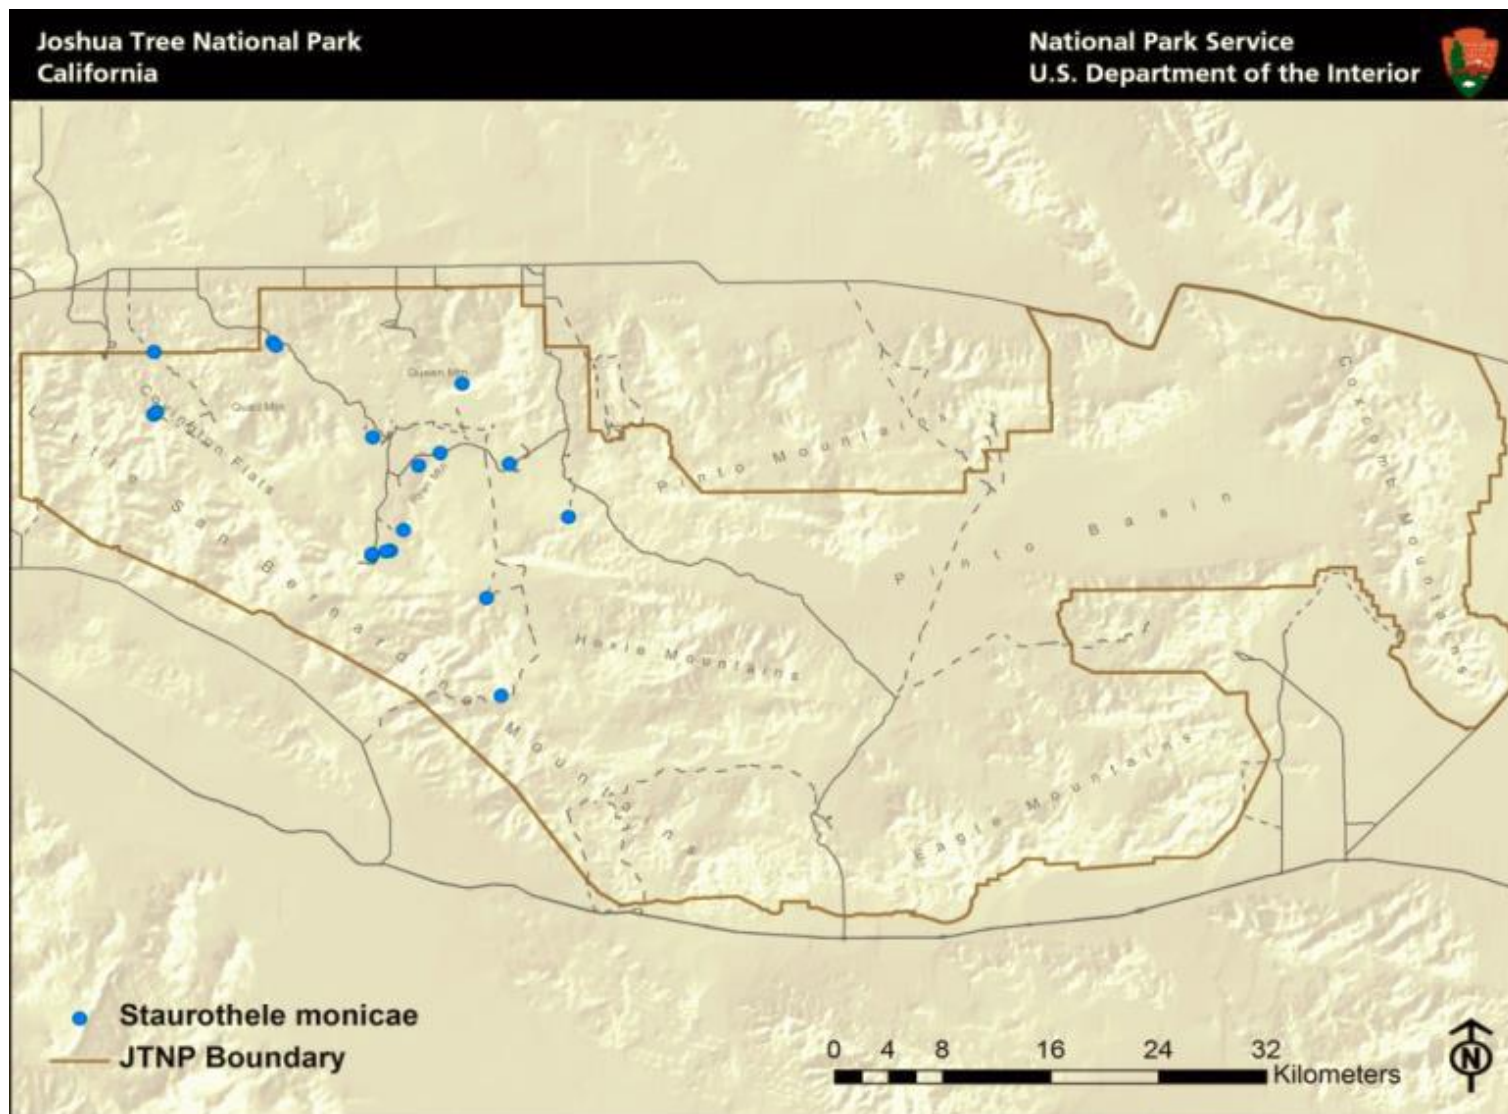 Joshua Tree National Park
California
National Park Service
U.S. Department of the Interior
Queen Mtn
Quail Mtn
Covington Flats
Ryan Mtn
Little San Bernardino Mountains
Pinto Mountains
Pinto Basin
Coxcomb Mountains
Hexie Mountains
Eagle Mountains
Staurothele monicae
JTNP Boundary
0 4 8 16 24 32
Kilometers
N